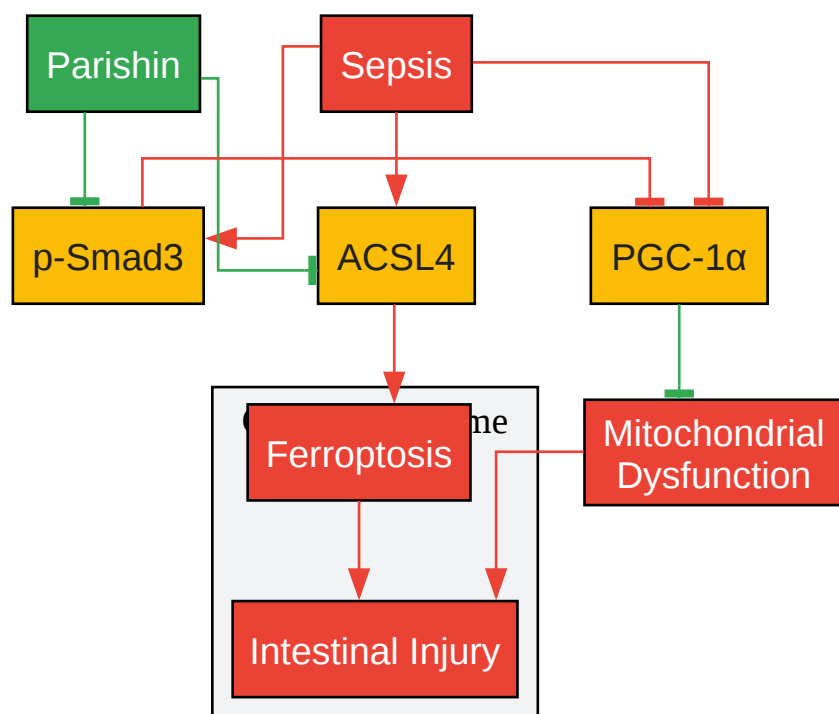 Parishin
Sepsis
p-Smad3
ACSL4
PGC-1α
Ferroptosis
Mitochondrial
Dysfunction
Intestinal Injury